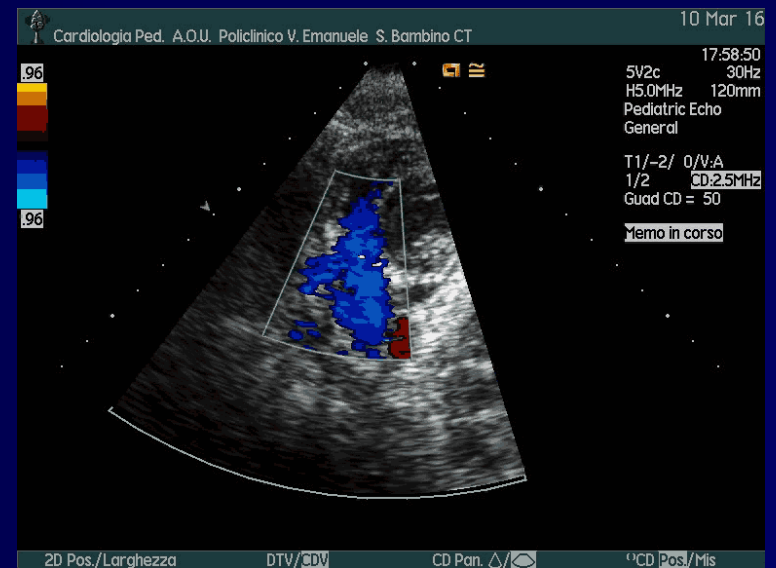 10 Mar 16
Cardiologia Ped. A.O.U. Policlinico V. Emanuele S. Bambino CT
17:58:50
.96
5V2c 30Hz
H5.0MHz 120mm
Pediatric Echo
General
T1/-2/ 0/V:A
1/2 CD:2.5MHz
Guad CD = 50
.96
Memo in corso
2D Pos./Larghezza DTV/CDV CD Pan. CD Pos./Mis